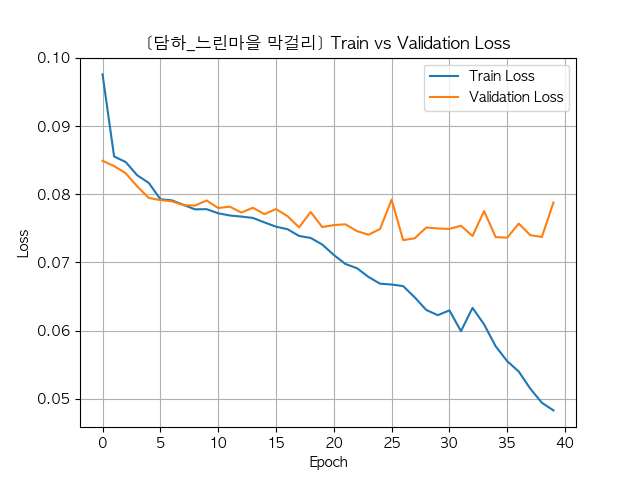 [담하_느린마을 막걸리] Train vs Validation Loss
Train Loss
Validation Loss
Loss
0.10
0.09
0.08
0.07
0.06
0.05
0 5 10 15 20 25 30 35 40
Epoch